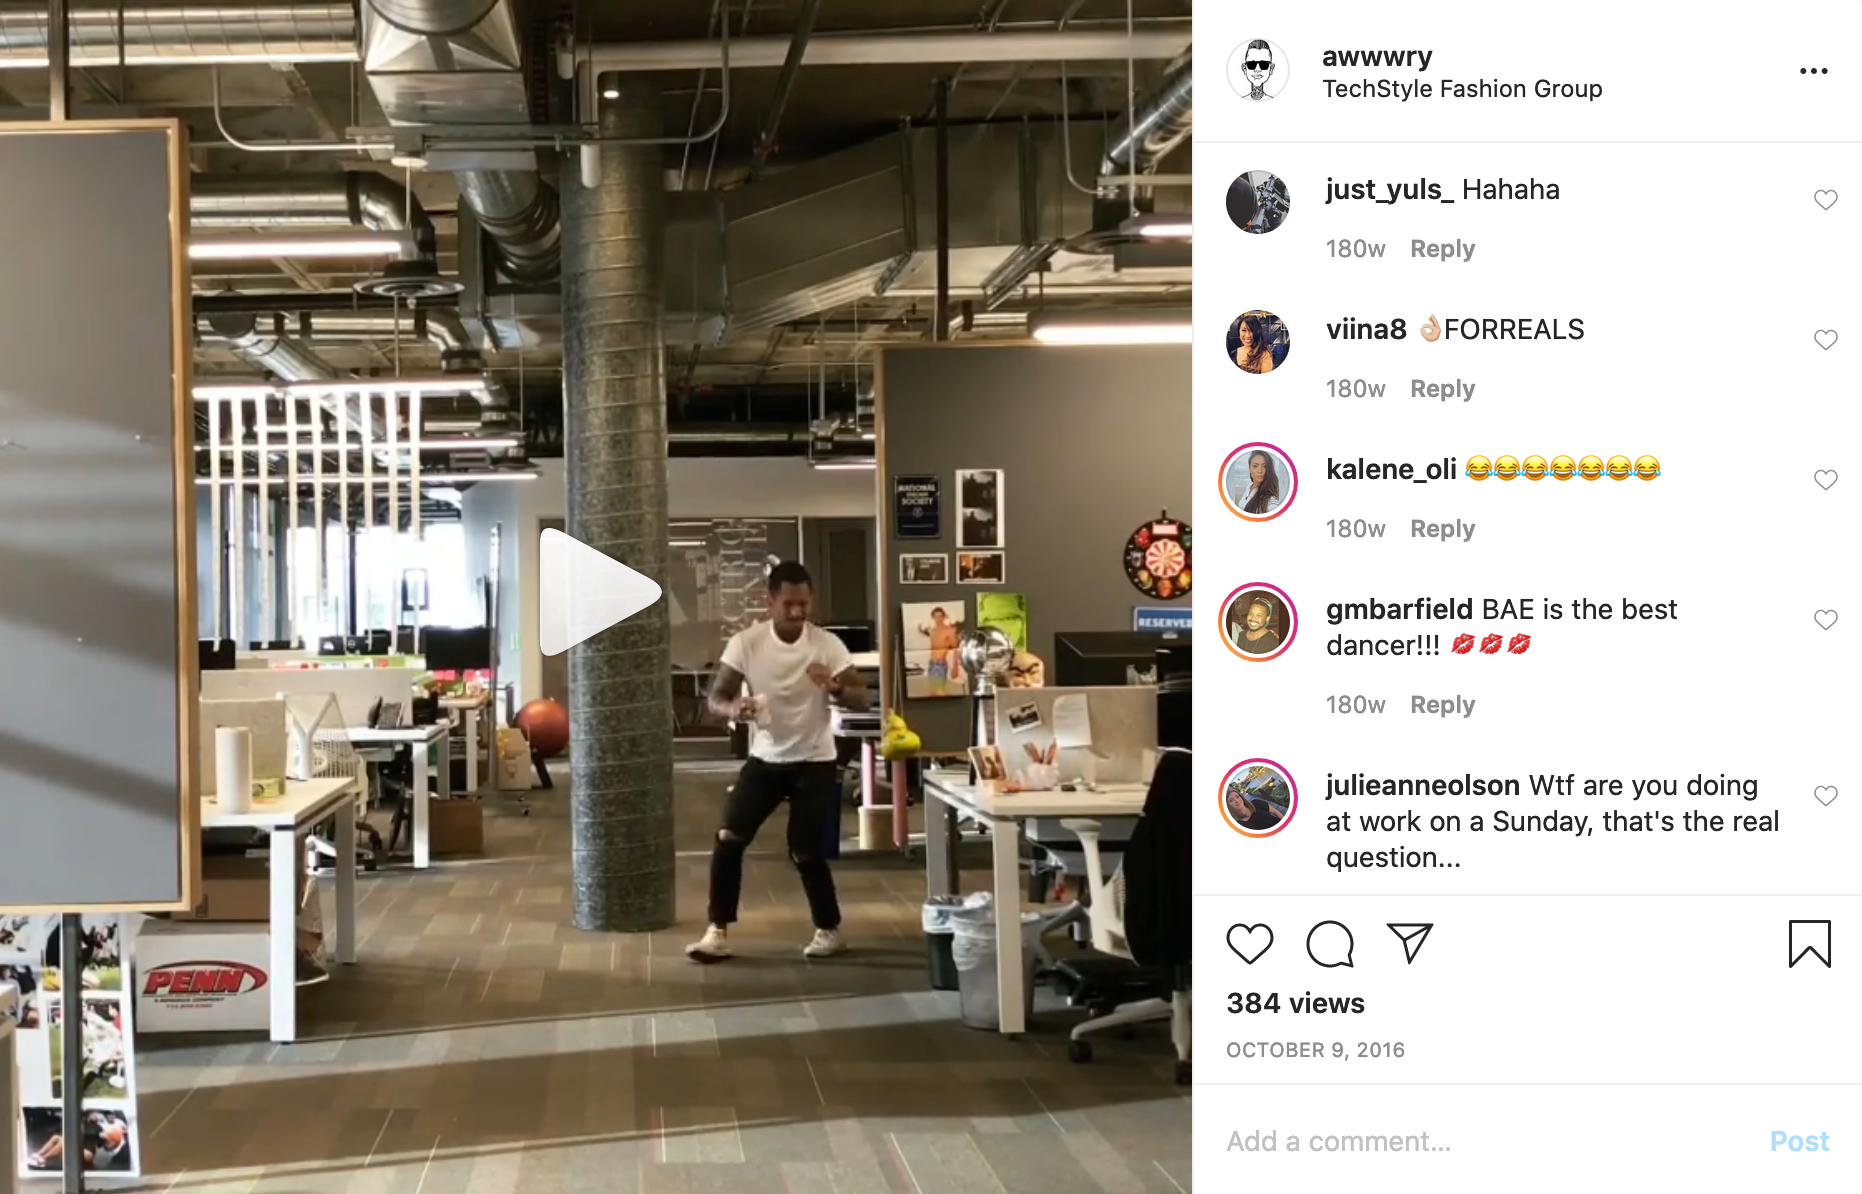 awwwry
TechStyle Fashion Group
just_yuls_ Hahaha
180w Reply
viina8 👌🏼FORREALS
180w Reply
kalene_oli 😂😂😂😂😂😂😂
180w Reply
gmbarfield BAE is the best
dancer!!! 💋💋💋
180w Reply
julieanneolson Wtf are you doing
at work on a Sunday, that's the real
question...
384 views
OCTOBER 9, 2016
Add a comment...
Post
NATIONAL
SOCIETY
RESERVED
PENN